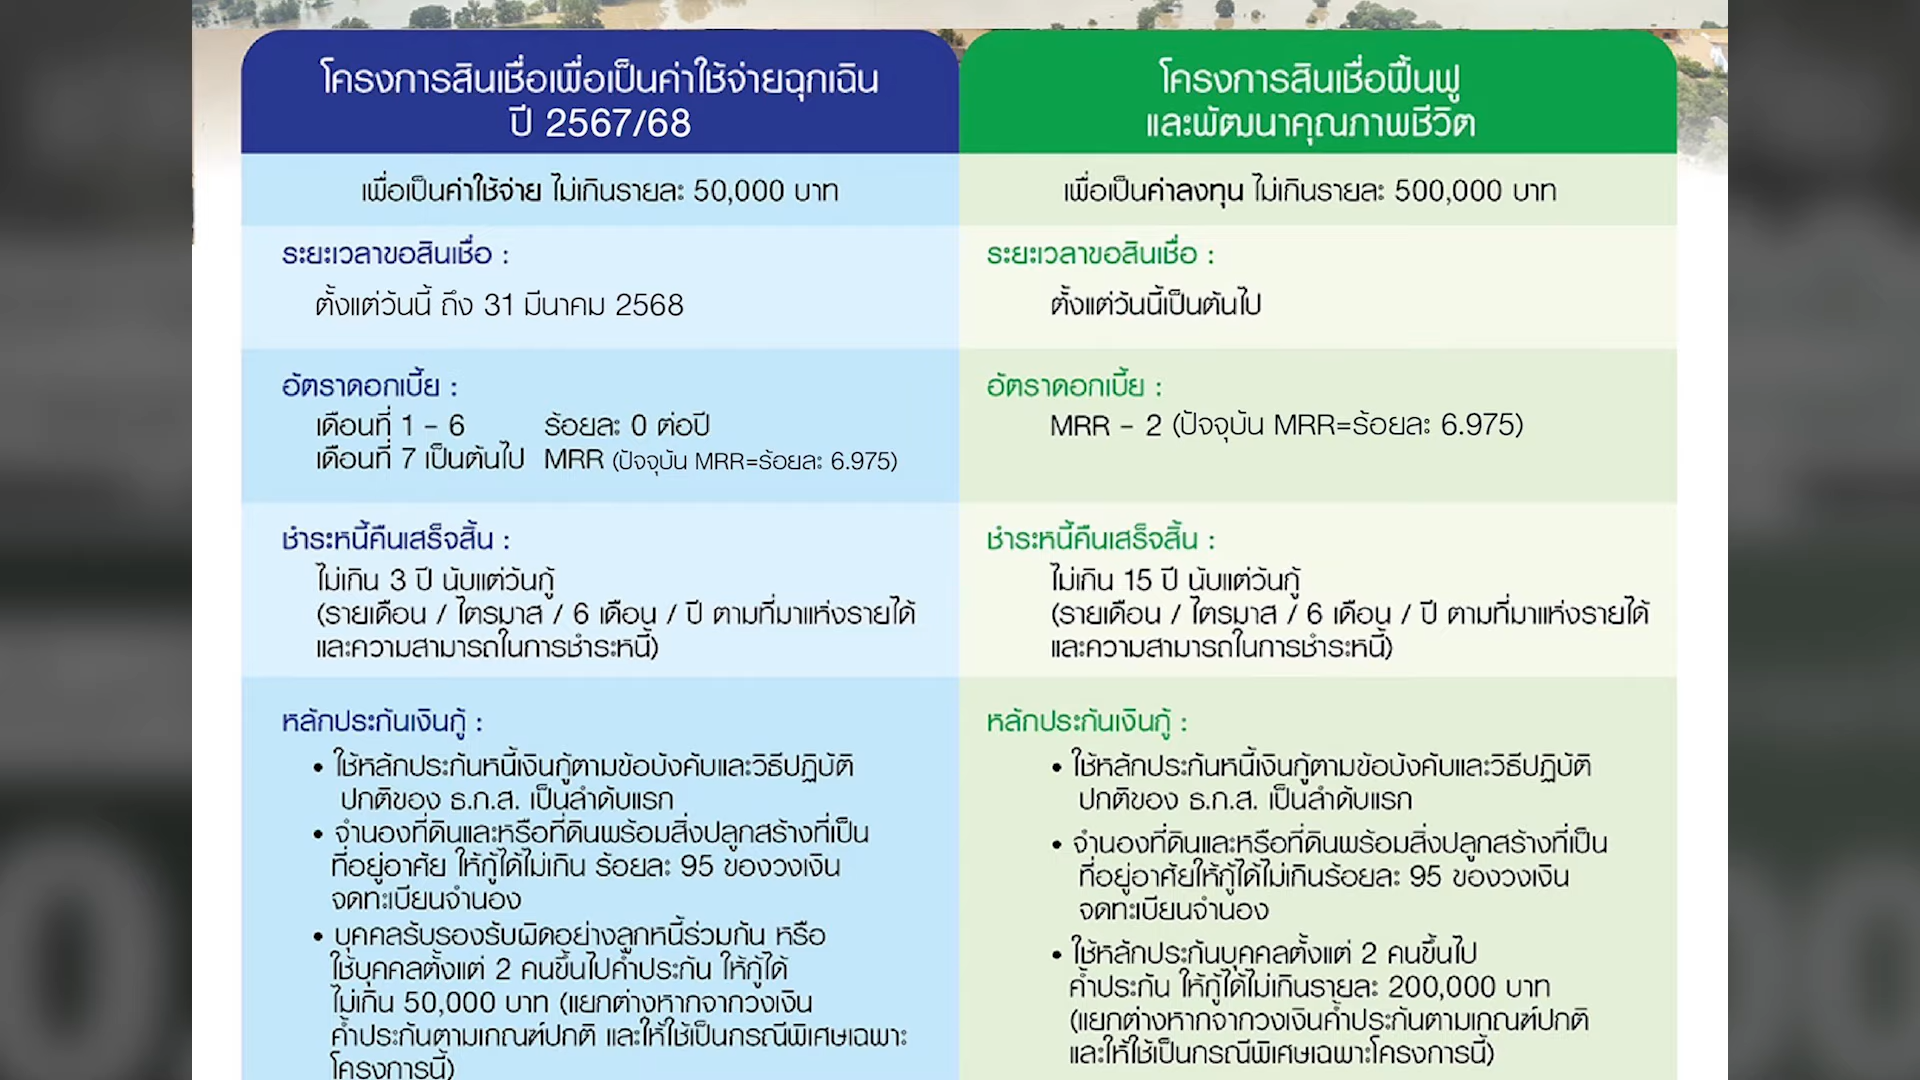 โครงการสินเชื่อเพื่อเป็นค่าใช้จ่ายฉุกเฉิน
ปี 2567/68
เพื่อเป็นค่าใช้จ่าย ไม่เกินรายละ 50,000 บาท
ระยะเวลาขอสินเชื่อ :
ตั้งแต่วันนี้ ถึง 31 มีนาคม 2568
อัตราดอกเบี้ย :
เดือนที่ 1 - 6 ร้อยละ 0 ต่อปี
เดือนที่ 7 เป็นต้นไป MRR (ปัจจุบัน MRR=ร้อยละ 6.975)
ชำระหนี้คืนเสร็จสิ้น :
ไม่เกิน 3 ปี นับแต่วันกู้
(รายเดือน / ไตรมาส / 6 เดือน / ปี ตามที่มาแห่งรายได้
และความสามารถในการชำระหนี้)
หลักประกันเงินกู้ :
• ใช้หลักประกันหนี้เงินกู้ตามข้อบังคับและวิธีปฏิบัติ
ปกติของ ธ.ก.ส. เป็นลำดับแรก
• จำนองที่ดินและหรือที่ดินพร้อมสิ่งปลูกสร้างที่เป็น
ที่อยู่อาศัย ให้กู้ได้ไม่เกิน ร้อยละ 95 ของวงเงิน
จดทะเบียนจำนอง
• บุคคลรับรองรับผิดอย่างลูกหนี้ร่วมกัน หรือ
ใช้บุคคลตั้งแต่ 2 คนขึ้นไปค้ำประกัน ให้กู้ได้
ไม่เกิน 50,000 บาท (แยกต่างหากจากวงเงิน
ค้ำประกันตามเกณฑ์ปกติ และให้ใช้เป็นกรณีพิเศษเฉพาะ
โครงการนี้)
โครงการสินเชื่อฟื้นฟู
และพัฒนาคุณภาพชีวิต
เพื่อเป็นค่าลงทุน ไม่เกินรายละ 500,000 บาท
ระยะเวลาขอสินเชื่อ :
ตั้งแต่วันนี้เป็นต้นไป
อัตราดอกเบี้ย :
MRR - 2 (ปัจจุบัน MRR=ร้อยละ 6.975)
ชำระหนี้คืนเสร็จสิ้น :
ไม่เกิน 15 ปี นับแต่วันกู้
(รายเดือน / ไตรมาส / 6 เดือน / ปี ตามที่มาแห่งรายได้
และความสามารถในการชำระหนี้)
หลักประกันเงินกู้ :
• ใช้หลักประกันหนี้เงินกู้ตามข้อบังคับและวิธีปฏิบัติ
ปกติของ ธ.ก.ส. เป็นลำดับแรก
• จำนองที่ดินและหรือที่ดินพร้อมสิ่งปลูกสร้างที่เป็น
ที่อยู่อาศัยให้กู้ได้ไม่เกินร้อยละ 95 ของวงเงิน
จดทะเบียนจำนอง
• ใช้หลักประกันบุคคลตั้งแต่ 2 คนขึ้นไป
ค้ำประกัน ให้กู้ได้ไม่เกินรายละ 200,000 บาท
(แยกต่างหากจากวงเงินค้ำประกันตามเกณฑ์ปกติ
และให้ใช้เป็นกรณีพิเศษเฉพาะโครงการนี้)